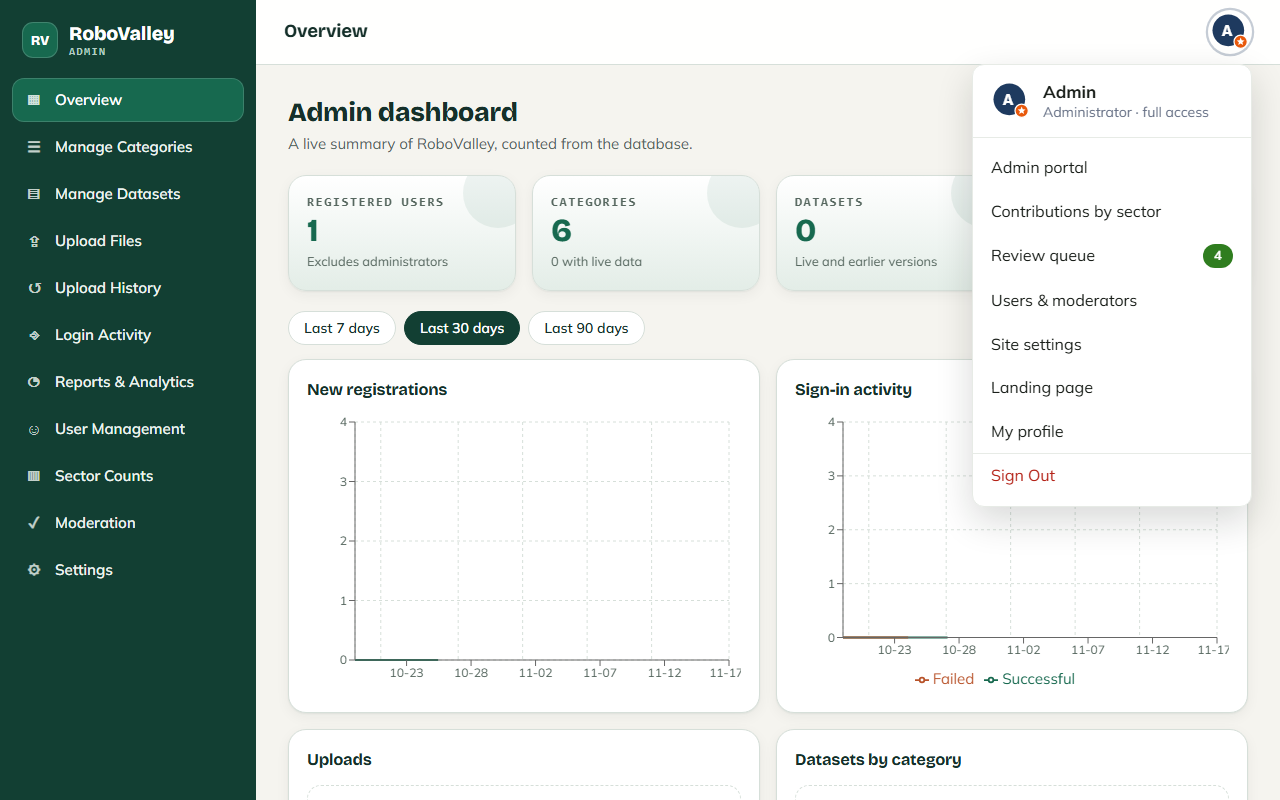 RV
RoboValley
ADMIN
Overview
Manage Categories
Manage Datasets
Upload Files
Upload History
Login Activity
Reports & Analytics
User Management
Sector Counts
Moderation
Settings
Overview
A
A
Admin
Administrator · full access
Admin portal
Contributions by sector
Review queue 4
Users & moderators
Site settings
Landing page
My profile
Sign Out
Admin dashboard
A live summary of RoboValley, counted from the database.
REGISTERED USERS
1
Excludes administrators
CATEGORIES
6
0 with live data
DATASETS
0
Live and earlier versions
Last 7 days Last 30 days Last 90 days
New registrations
4
3
2
1
0
10-23 10-28 11-02 11-07 11-12 11-17
Sign-in activity
4
3
2
1
0
10-23 10-28 11-02 11-07 11-12 11-17
Failed Successful
Uploads
Datasets by category